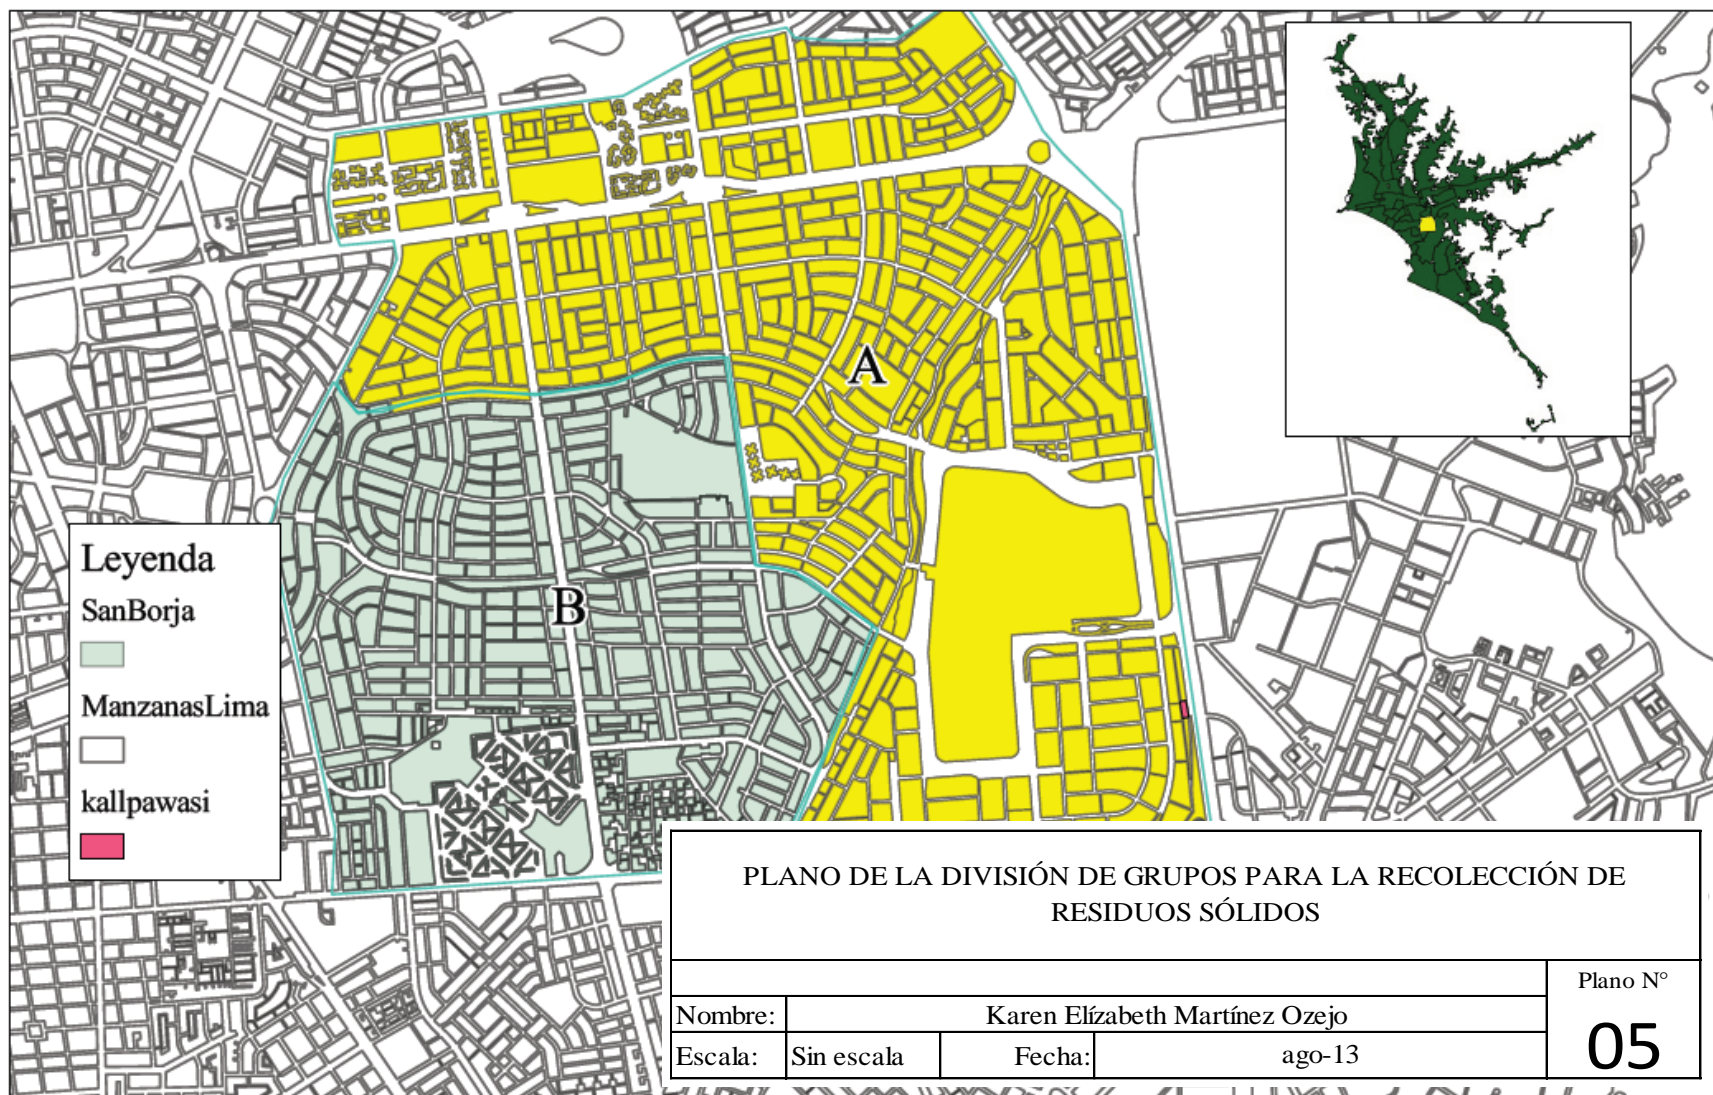 A
B
Leyenda
SanBorja
ManzanasLima
kallpawasi
PLANO DE LA DIVISIÓN DE GRUPOS PARA LA RECOLECCIÓN DE
RESIDUOS SÓLIDOS
Plano N°
05
Nombre: Karen Elízabeth Martínez Ozejo
Escala: Sin escala Fecha: ago-13